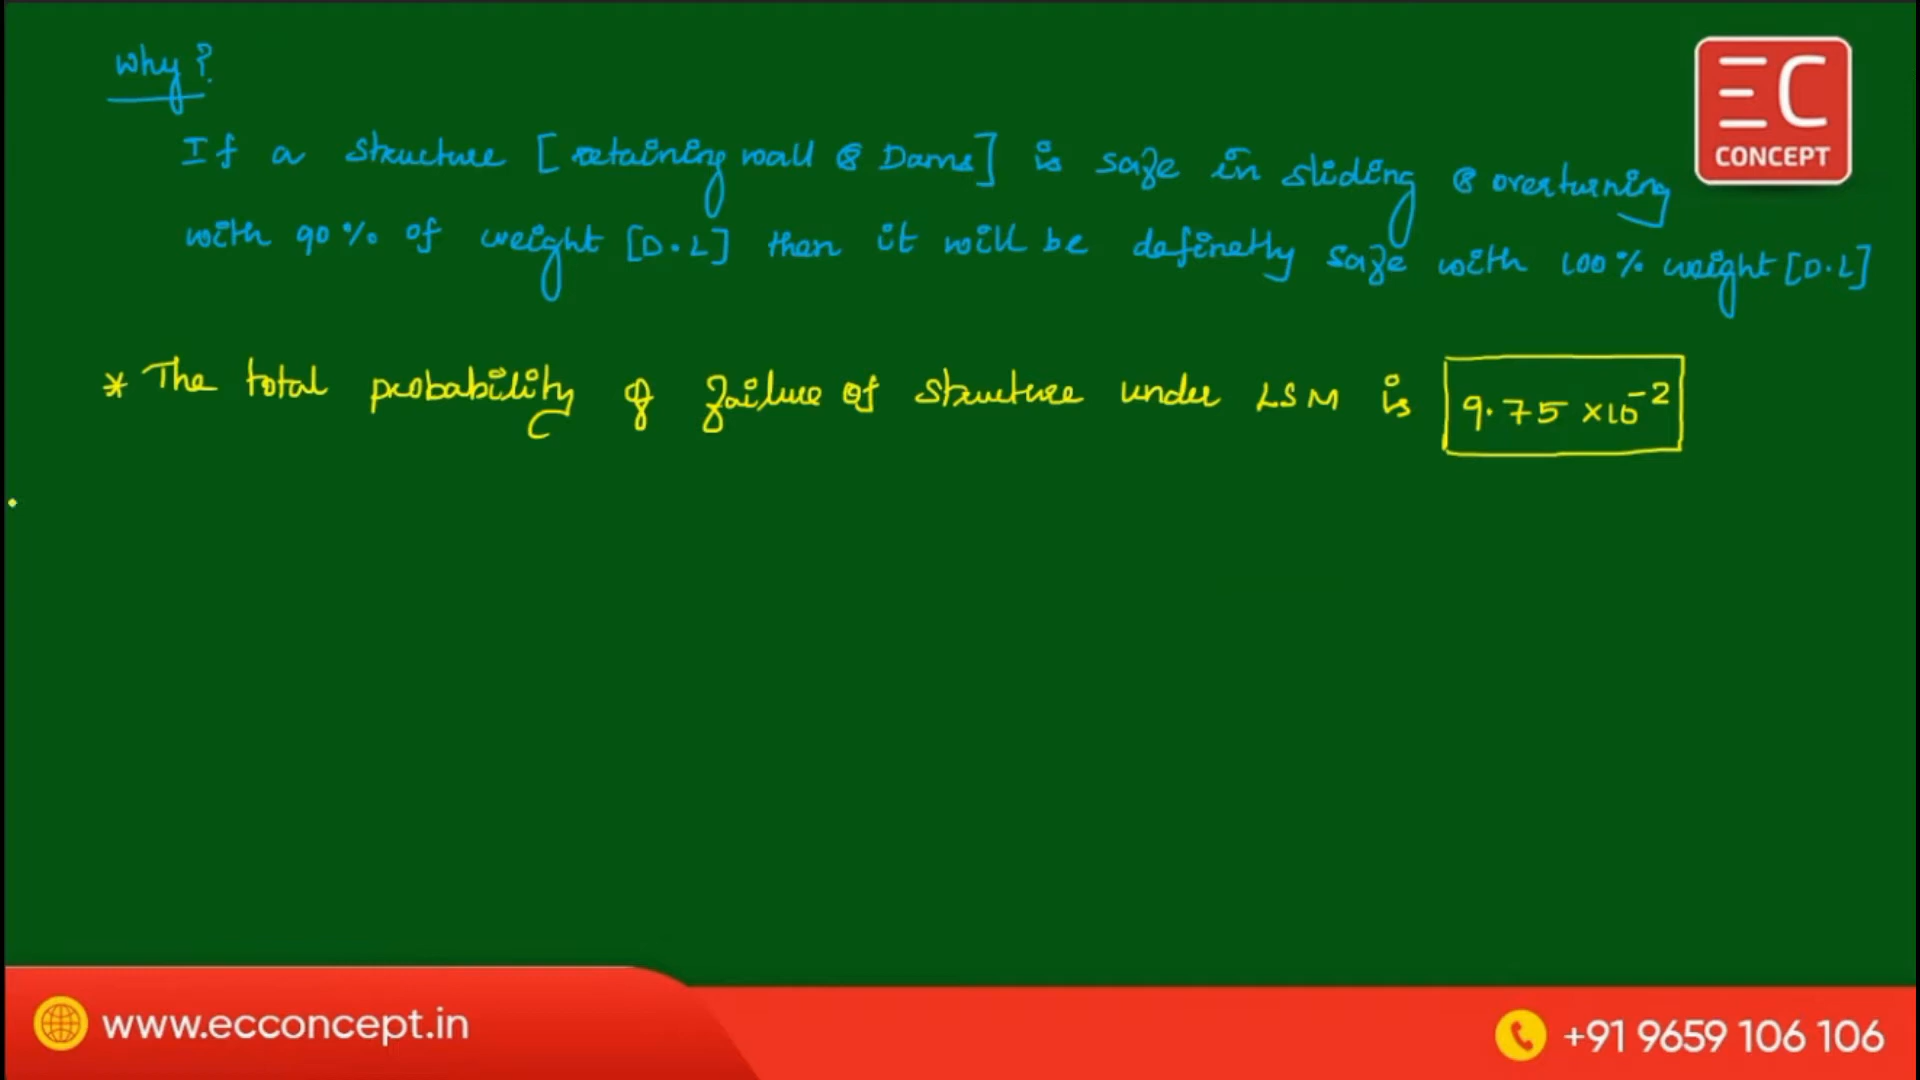 Why?
EC
CONCEPT
If a structure [retaining wall & Dams] is safe in sliding & overturning
with 90% of weight [D.L] then it will be definetly safe with 100% weight [D.L]
* The total probability of failure of structure under LSM is 9.75 × 10⁻²
www.ecconcept.in
+91 9659 106 106